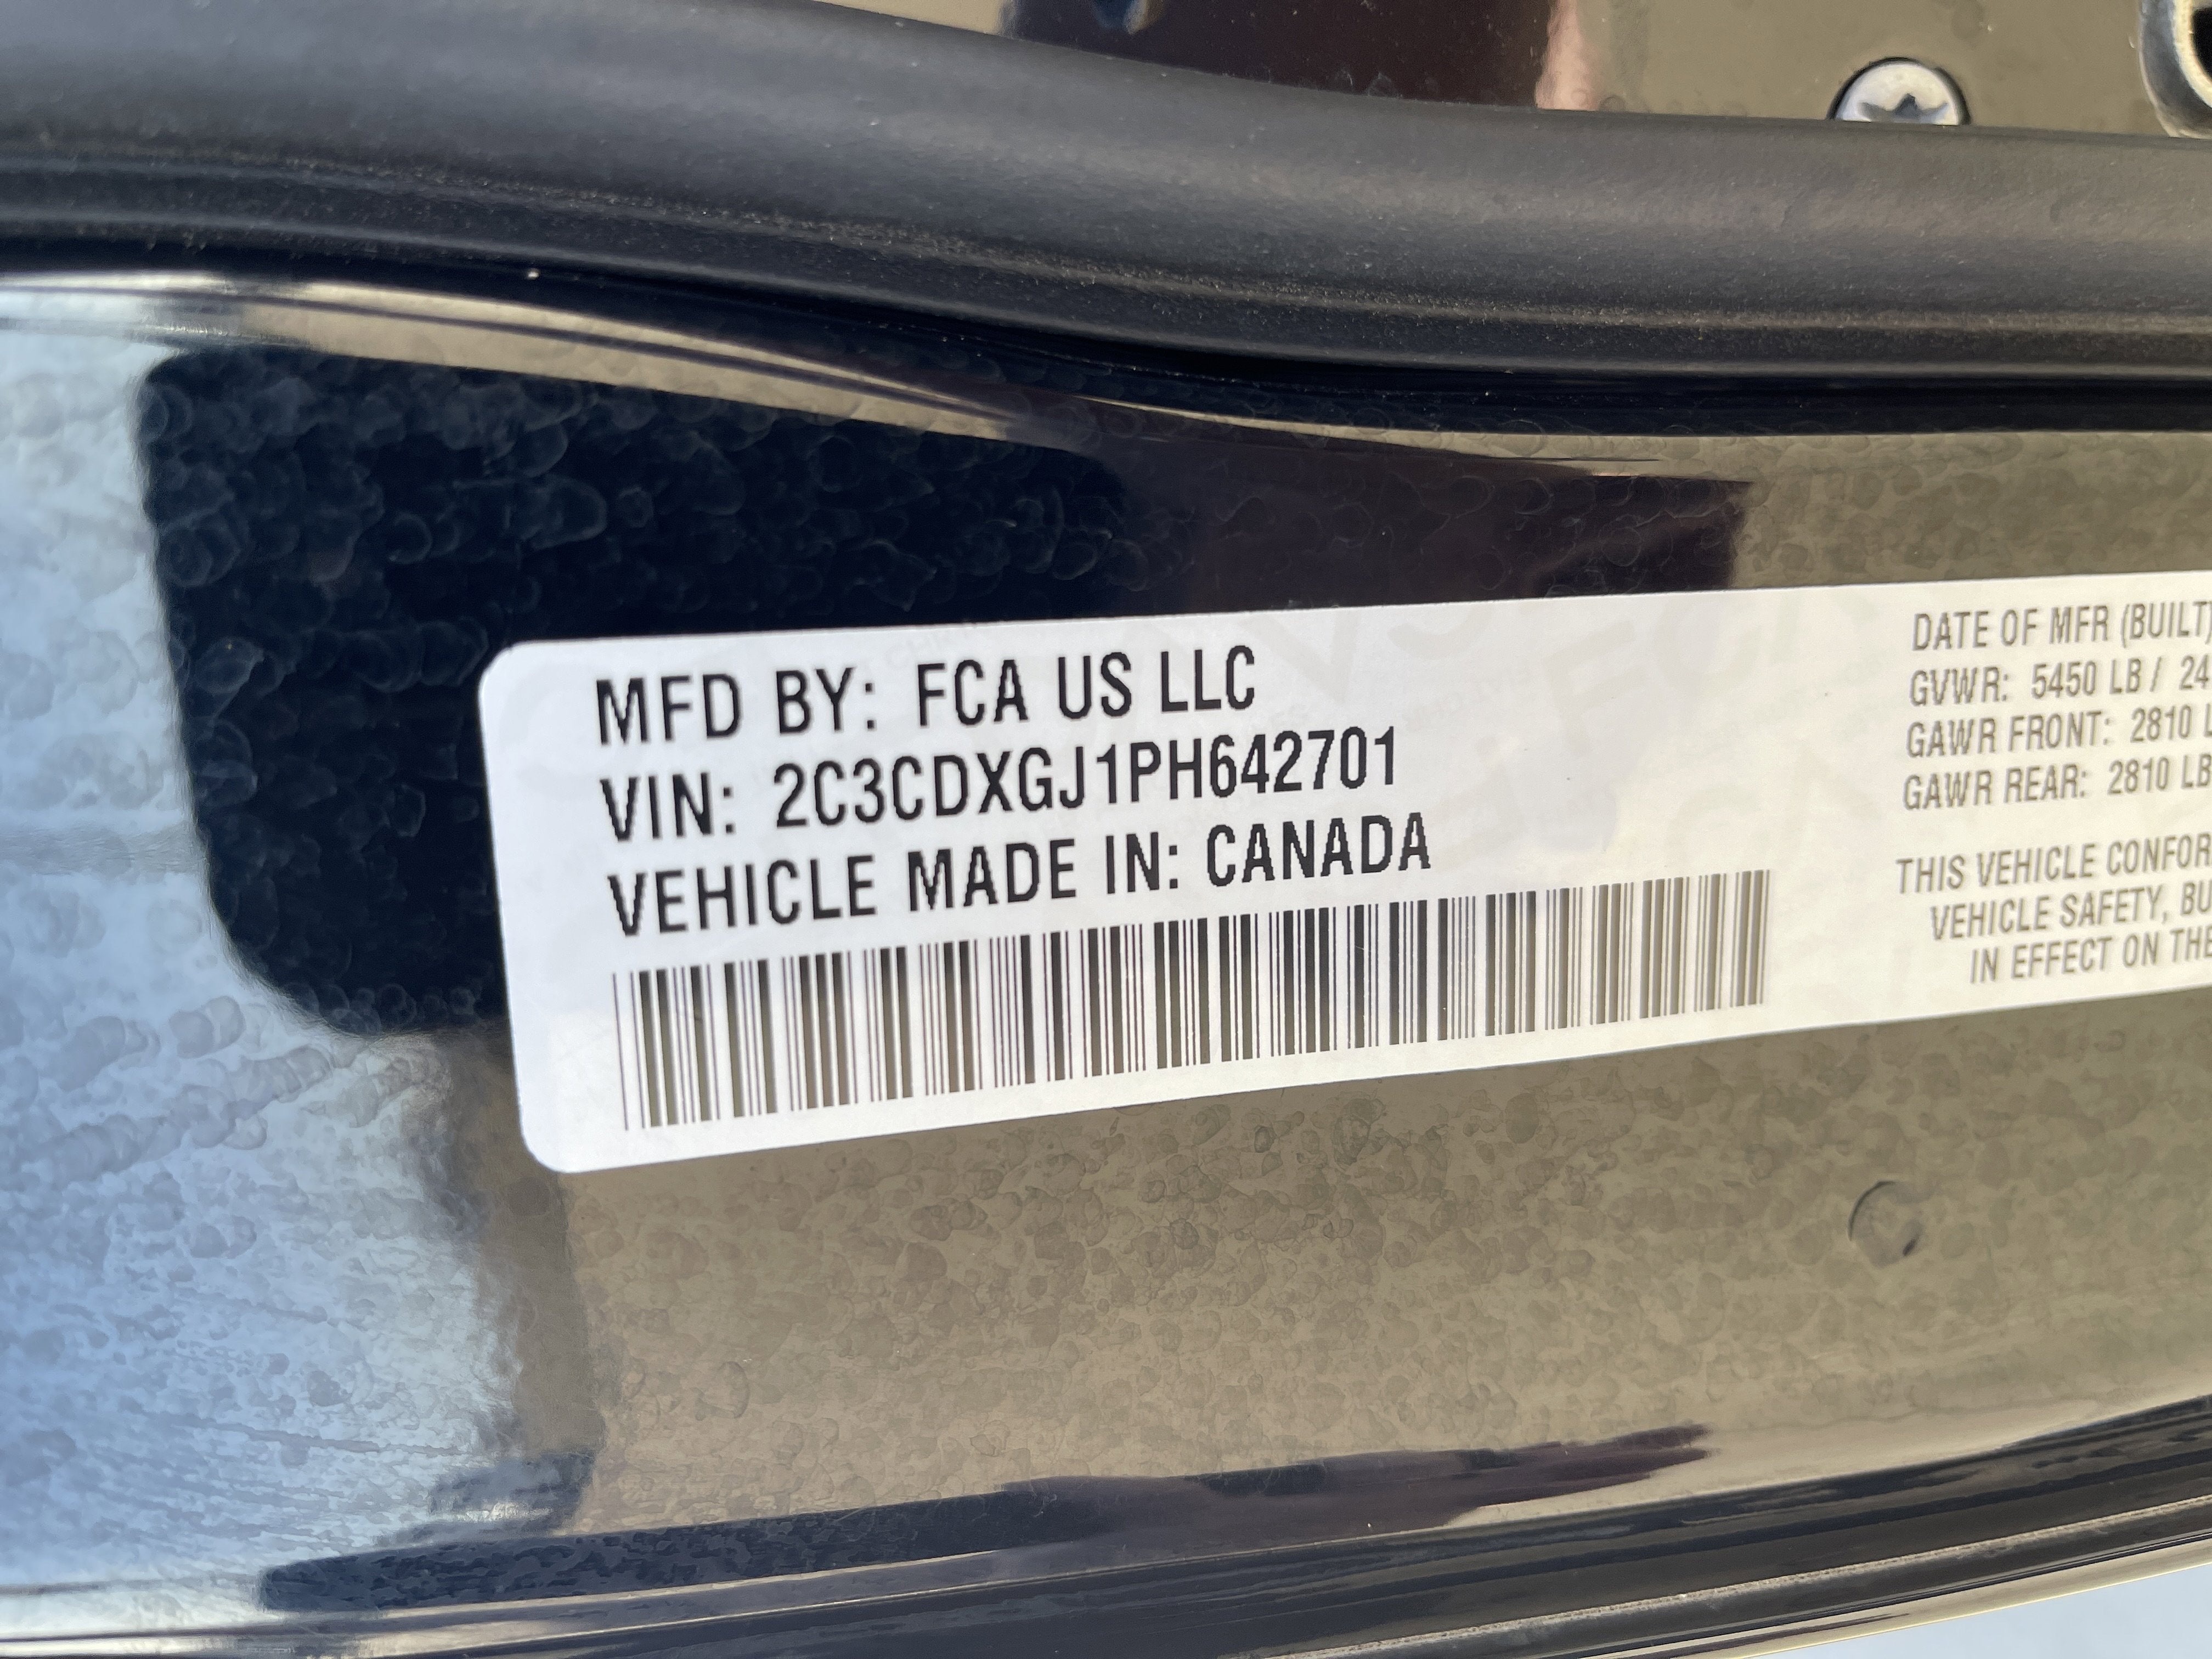 MFD BY: FCA US LLC
VIN: 2C3CDXGJ1PH642701
VEHICLE MADE IN: CANADA
DATE OF MFR (BUILT)
GVWR: 5450 LB / 24
GAWR FRONT: 2810 L
GAWR REAR: 2810 LB
THIS VEHICLE CONFOR
VEHICLE SAFETY, BU
IN EFFECT ON THE